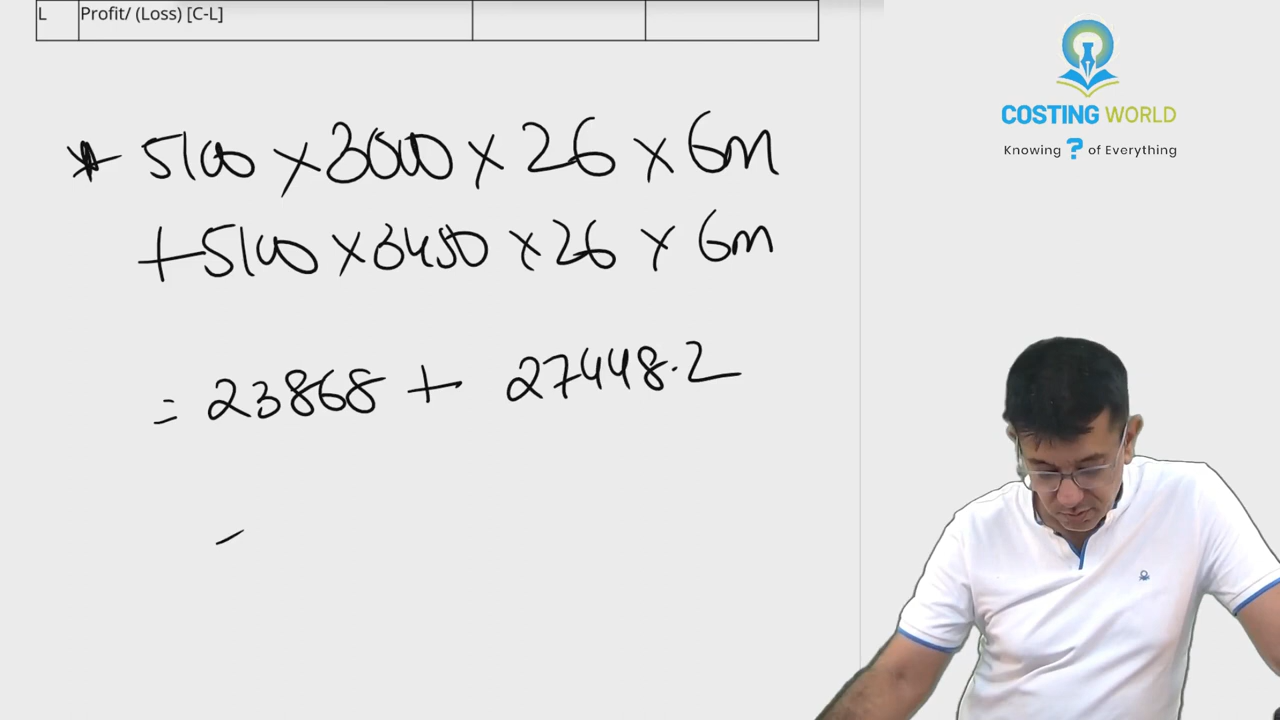 L Profit/ (Loss) [C-L]
* 5100 × 3000 × 26 × 6m
+ 5100 × 3450 × 26 × 6m
= 23868 + 27448.2
COSTING WORLD
Knowing ? of Everything